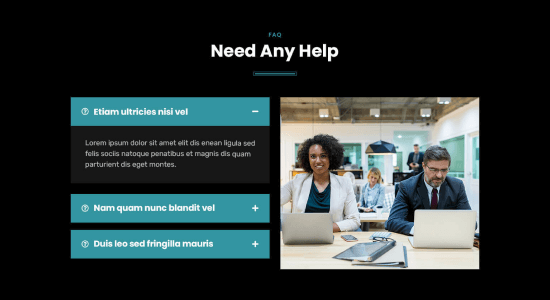 FAQ
Need Any Help
Etiam ultricies nisi vel
Lorem ipsum dolor sit amet elit dis enean ligula sed
felis sociis natoque penatibus et magnis dis quam
parturient dis eget montes.
Nam quam nunc blandit vel
Duis leo sed fringilla mauris